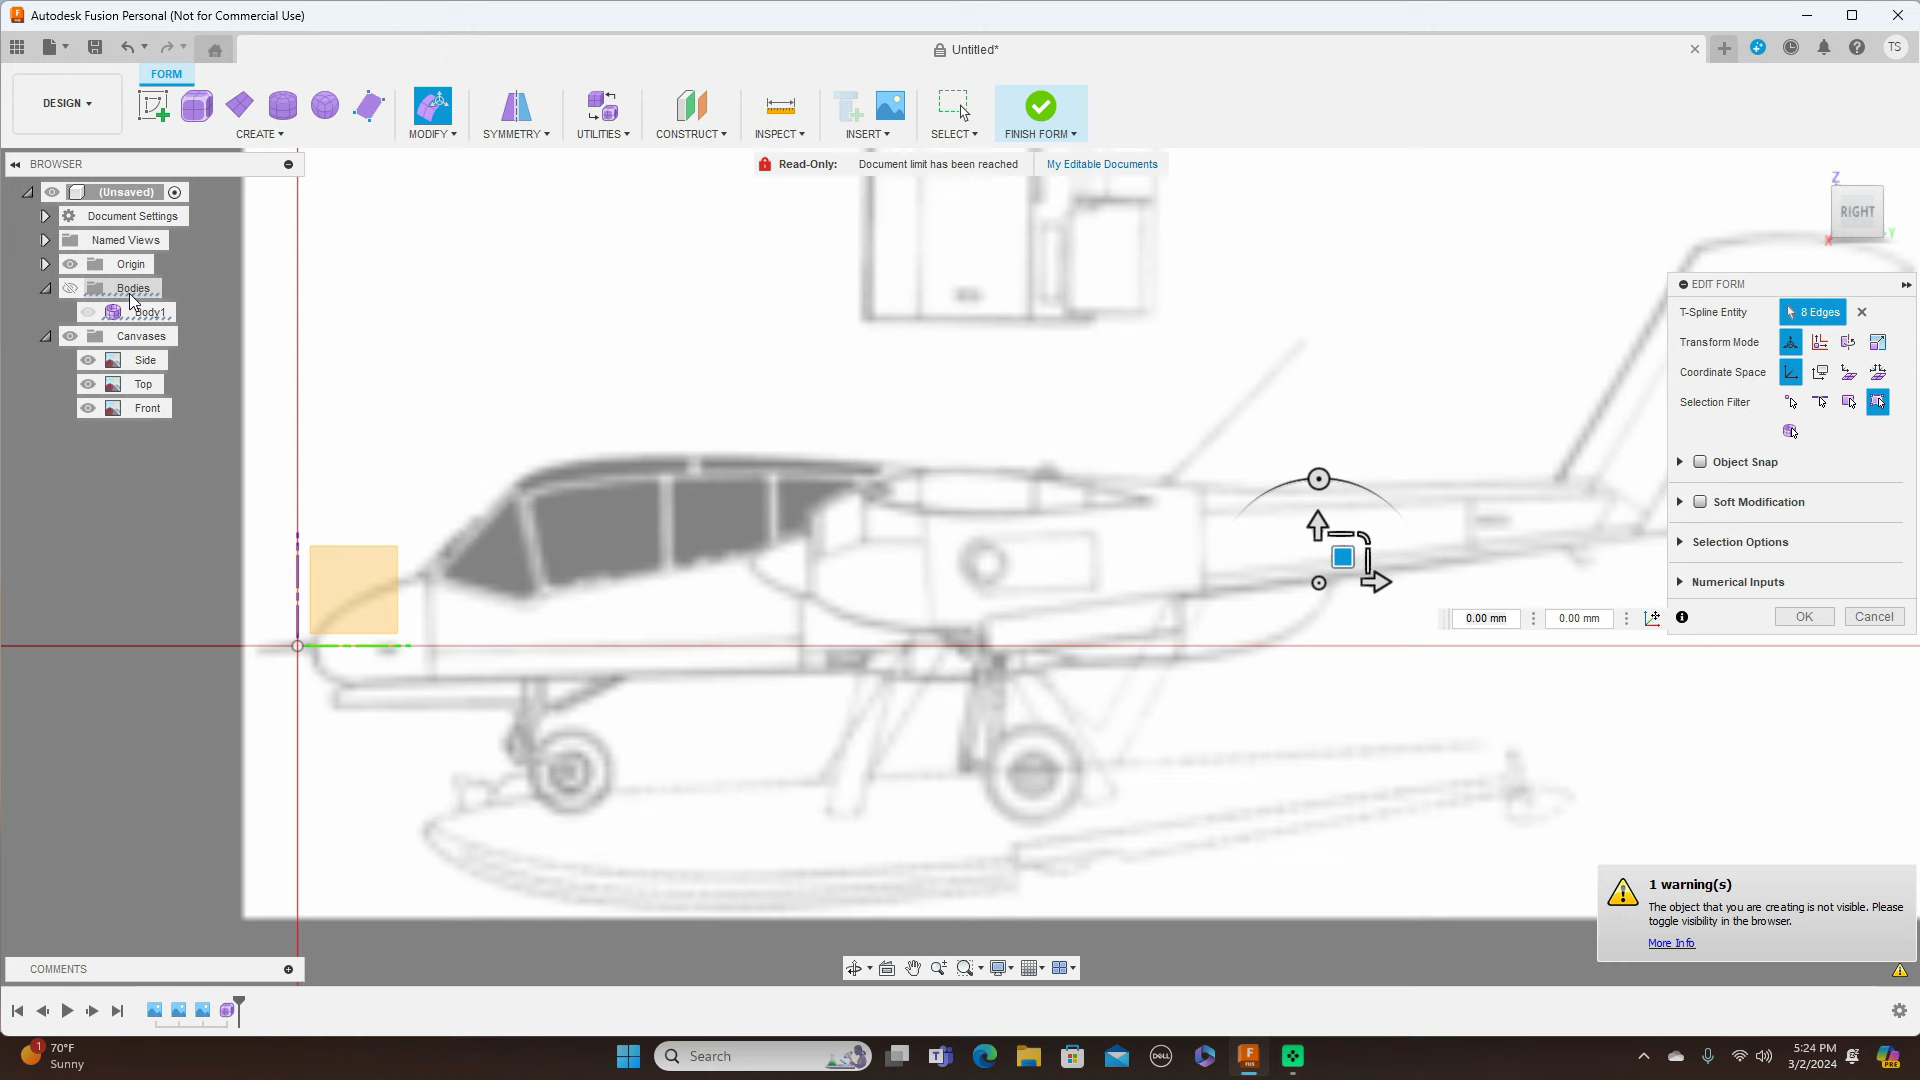 Autodesk Fusion Personal (Not for Commercial Use)
Untitled*
TS
DESIGN
FORM
CREATE
MODIFY
SYMMETRY
UTILITIES
CONSTRUCT
INSPECT
INSERT
SELECT
FINISH FORM
BROWSER
Read-Only: Document limit has been reached My Editable Documents
(Unsaved)
Document Settings
Named Views
Origin
Bodies
Body1
Canvases
Side
Top
Front
Z
RIGHT
X
Y
EDIT FORM
T-Spline Entity 8 Edges
Transform Mode
Coordinate Space
Selection Filter
Object Snap
Soft Modification
Selection Options
Numerical Inputs
0.00 mm 0.00 mm
OK Cancel
1 warning(s)
The object that you are creating is not visible. Please
toggle visibility in the browser.
More Info
COMMENTS
1
70°F
Sunny
Search
DELL
F
FUS
5:24 PM
3/2/2024
PRE